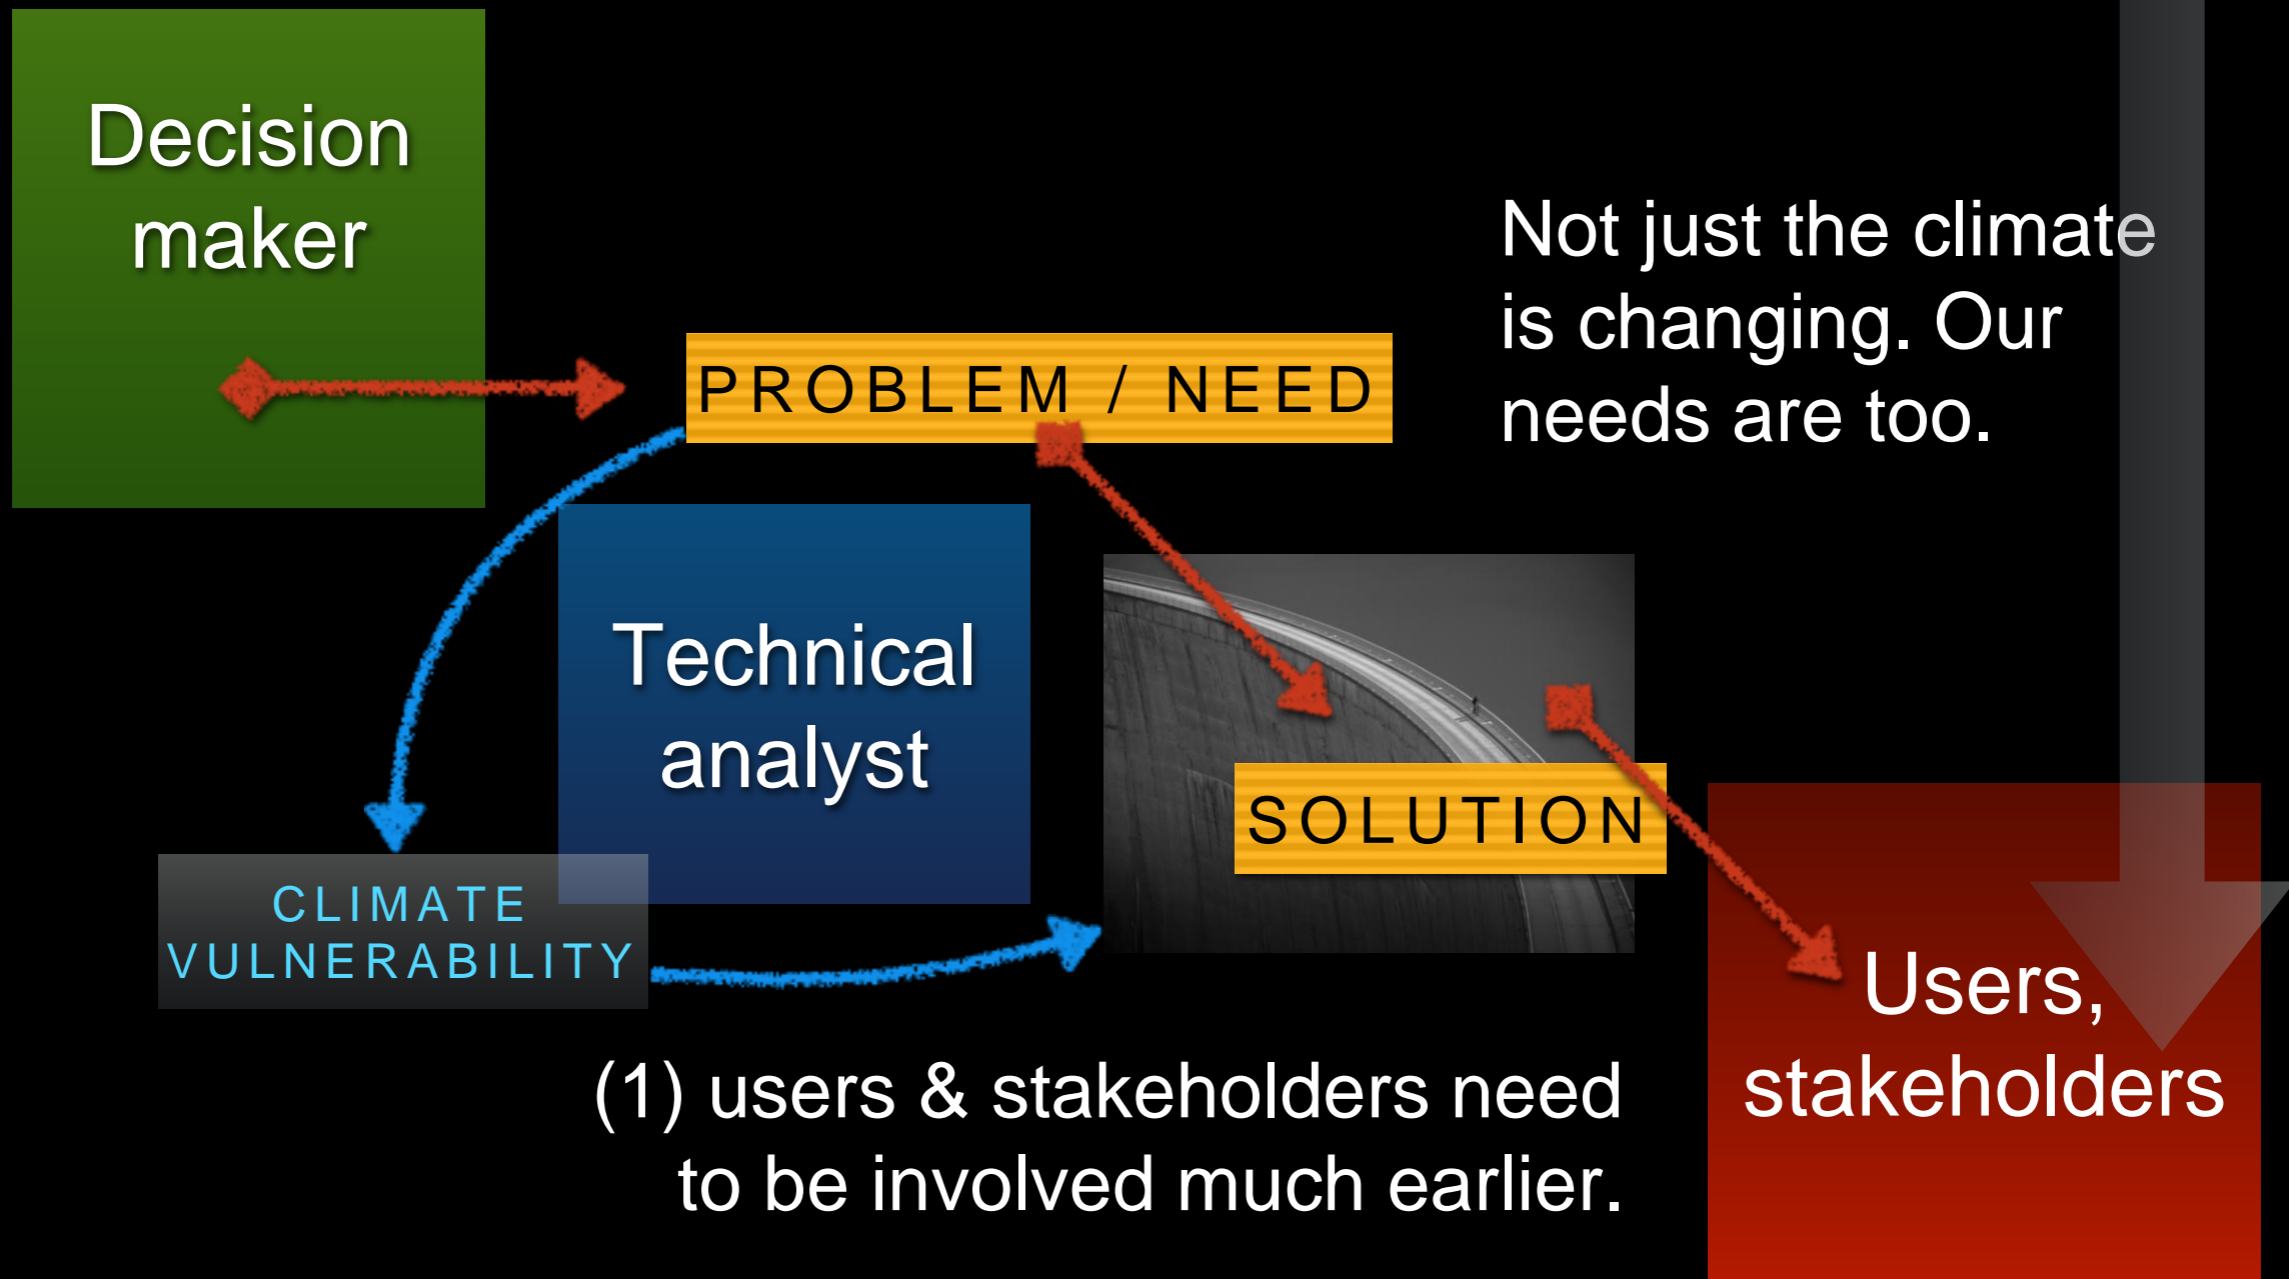 Decision
maker
PROBLEM / NEED
Not just the climate
is changing. Our
needs are too.
Technical
analyst
SOLUTION
CLIMATE
VULNERABILITY
Users,
stakeholders
(1) users & stakeholders need
to be involved much earlier.